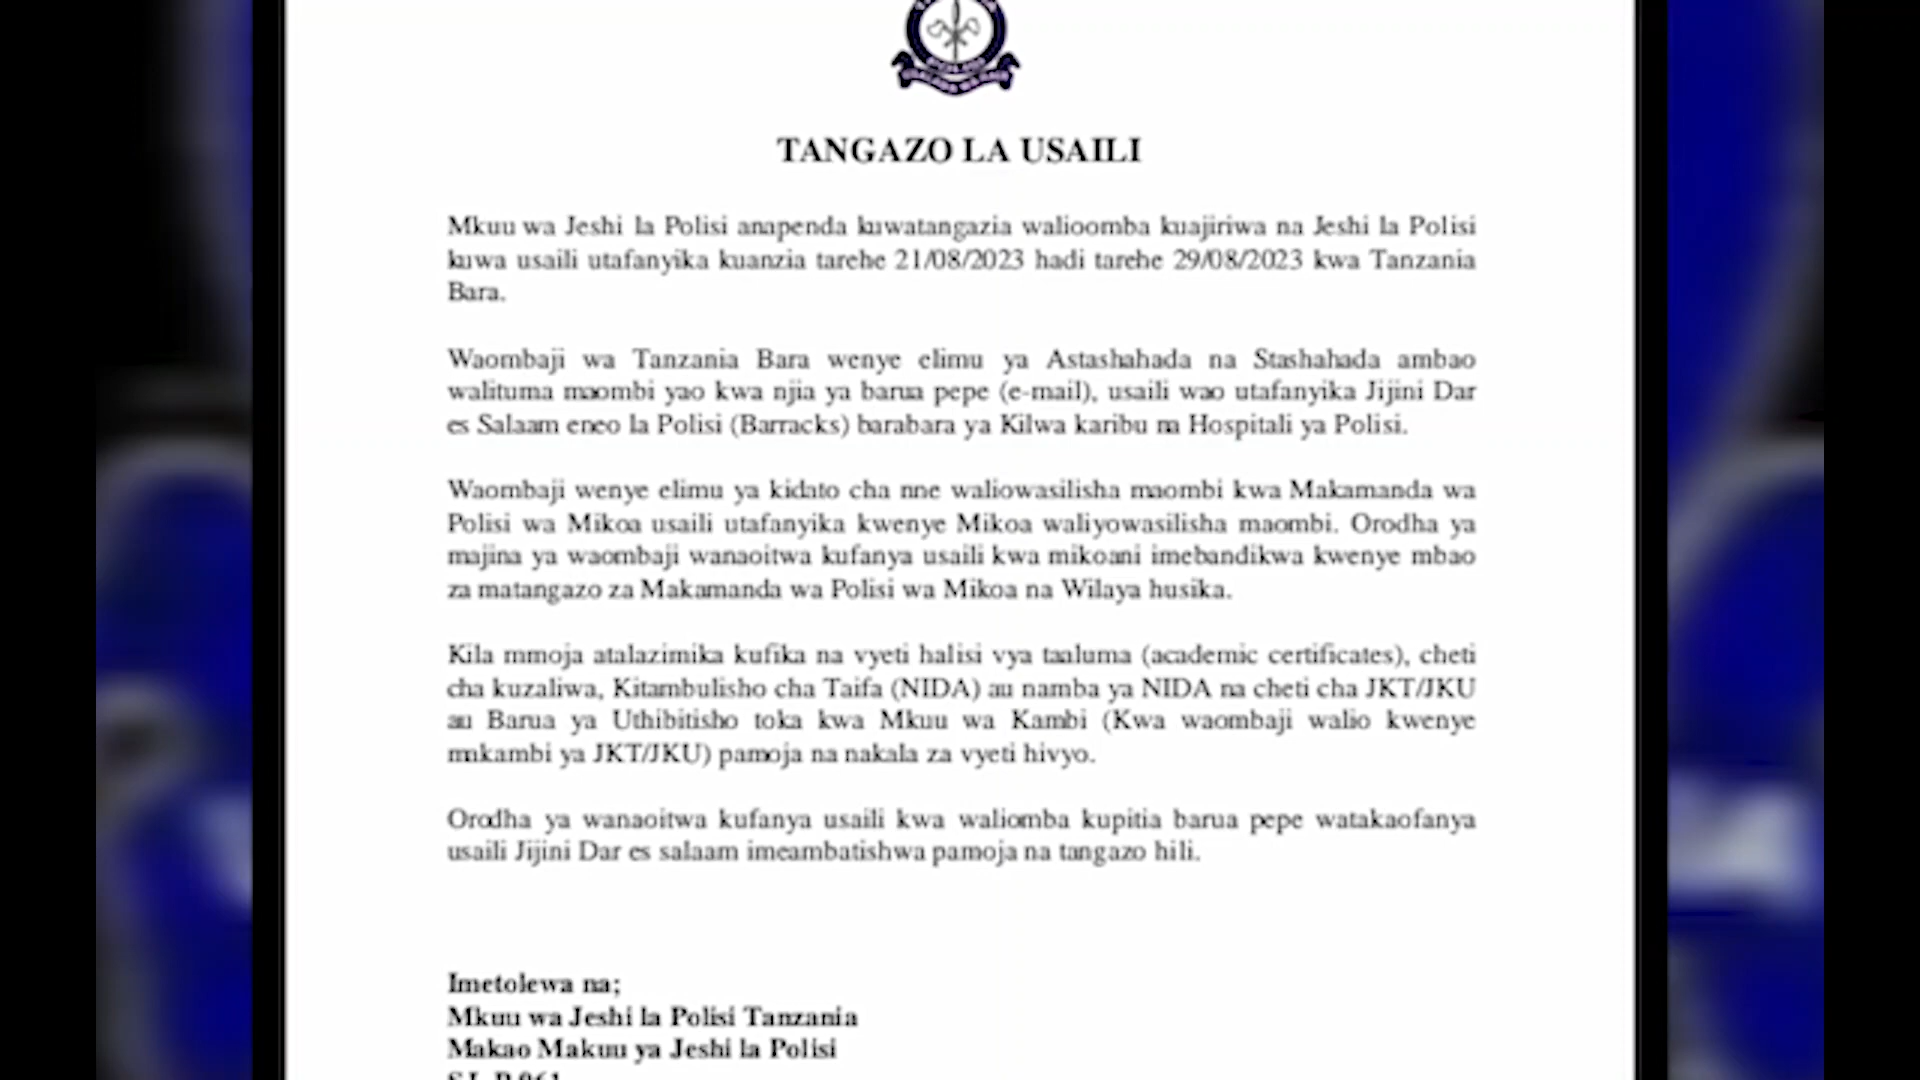 TANGAZO LA USAILI
Mkuu wa Jeshi la Polisi anapenda kuwatangazia walioomba kuajiriwa na Jeshi la Polisi
kuwa usaili utafanyika kuanzia tarehe 21/08/2023 hadi tarehe 29/08/2023 kwa Tanzania
Bara.
Waombaji wa Tanzania Bara wenye elimu ya Astashahada na Stashahada ambao
walituma maombi yao kwa njia ya barua pepe (e-mail), usaili wao utafanyika Jijini Dar
es Salaam eneo la Polisi (Barracks) barabara ya Kilwa karibu na Hospitali ya Polisi.
Waombaji wenye elimu ya kidato cha nne waliowasilisha maombi kwa Makamanda wa
Polisi wa Mikoa usaili utafanyika kwenye Mikoa waliyowasilisha maombi. Orodha ya
majina ya waombaji wanaoitwa kufanya usaili kwa mikoani imebandikwa kwenye mbao
za matangazo za Makamanda wa Polisi wa Mikoa na Wilaya husika.
Kila mmoja atalazimika kufika na vyeti halisi vya taaluma (academic certificates), cheti
cha kuzaliwa, Kitambulisho cha Taifa (NIDA) au namba ya NIDA na cheti cha JKT/JKU
au Barua ya Uthibitisho toka kwa Mkuu wa Kambi (Kwa waombaji walio kwenye
makambi ya JKT/JKU) pamoja na nakala za vyeti hivyo.
Orodha ya wanaoitwa kufanya usaili kwa waliomba kupitia barua pepe watakaofanya
usaili Jijini Dar es salaam imeambatishwa pamoja na tangazo hili.
Imetolewa na;
Mkuu wa Jeshi la Polisi Tanzania
Makao Makuu ya Jeshi la Polisi